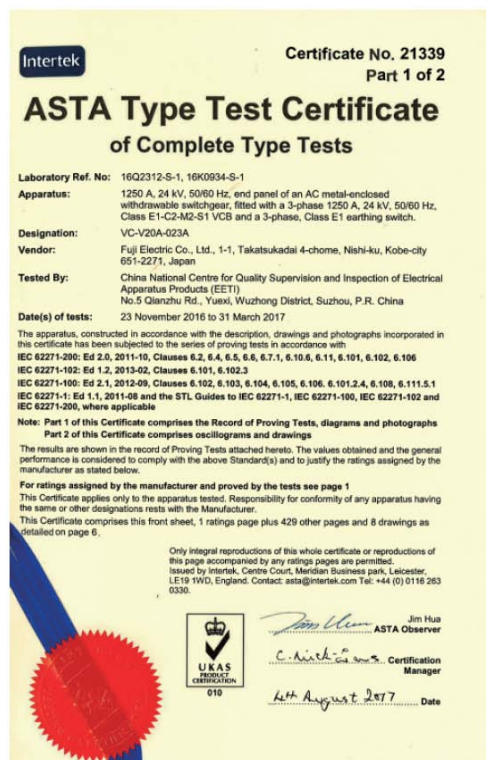 Intertek
Certificate No. 21339
Part 1 of 2
ASTA Type Test Certificate
of Complete Type Tests
Laboratory Ref. No: 16Q2312-S-1, 16K0934-S-1
Apparatus: 1250 A, 24 kV, 50/60 Hz, end panel of an AC metal-enclosed
withdrawable switchgear, fitted with a 3-phase 1250 A, 24 kV, 50/60 Hz,
Class E1-C2-M2-S1 VCB and a 3-phase, Class E1 earthing switch.
Designation: VC-V20A-023A
Vendor: Fuji Electric Co., Ltd., 1-1, Takatsukadai 4-chome, Nishi-ku, Kobe-city
651-2271, Japan
Tested By: China National Centre for Quality Supervision and Inspection of Electrical
Apparatus Products (EETI)
No.5 Qianzhu Rd., Yuexi, Wuzhong District, Suzhou, P.R. China
Date(s) of tests: 23 November 2016 to 31 March 2017
The apparatus, constructed in accordance with the description, drawings and photographs incorporated in
this certificate has been subjected to the series of proving tests in accordance with
IEC 62271-200: Ed 2.0, 2011-10, Clauses 6.2, 6.4, 6.5, 6.6, 6.7.1, 6.10.6, 6.11, 6.101, 6.102, 6.106
IEC 62271-102: Ed 1.2, 2013-02, Clauses 6.101, 6.102.3
IEC 62271-100: Ed 2.1, 2012-09, Clauses 6.102, 6.103, 6.104, 6.105, 6.106. 6.101.2.4, 6.108, 6.111.5.1
IEC 62271-1: Ed 1.1, 2011-08 and the STL Guides to IEC 62271-1, IEC 62271-100, IEC 62271-102 and
IEC 62271-200, where applicable
Note: Part 1 of this Certificate comprises the Record of Proving Tests, diagrams and photographs
Part 2 of this Certificate comprises oscillograms and drawings
The results are shown in the record of Proving Tests attached hereto. The values obtained and the general
performance is considered to comply with the above Standard(s) and to justify the ratings assigned by the
manufacturer as stated below.
For ratings assigned by the manufacturer and proved by the tests see page 1
This Certificate applies only to the apparatus tested. Responsibility for conformity of any apparatus having
the same or other designations rests with the Manufacturer.
This Certificate comprises this front sheet, 1 ratings page plus 429 other pages and 8 drawings as
detailed on page 6.
Only integral reproductions of this whole certificate or reproductions of
this page accompanied by any ratings pages are permitted.
Issued by Intertek, Centre Court, Meridian Business park, Leicester,
LE19 1WD, England. Contact: asta@intertek.com Tel: +44 (0) 0116 263
0330.
Jim Hua
ASTA Observer
UKAS
PRODUCT
CERTIFICATION
010
Certification
Manager
4th August 2017 Date